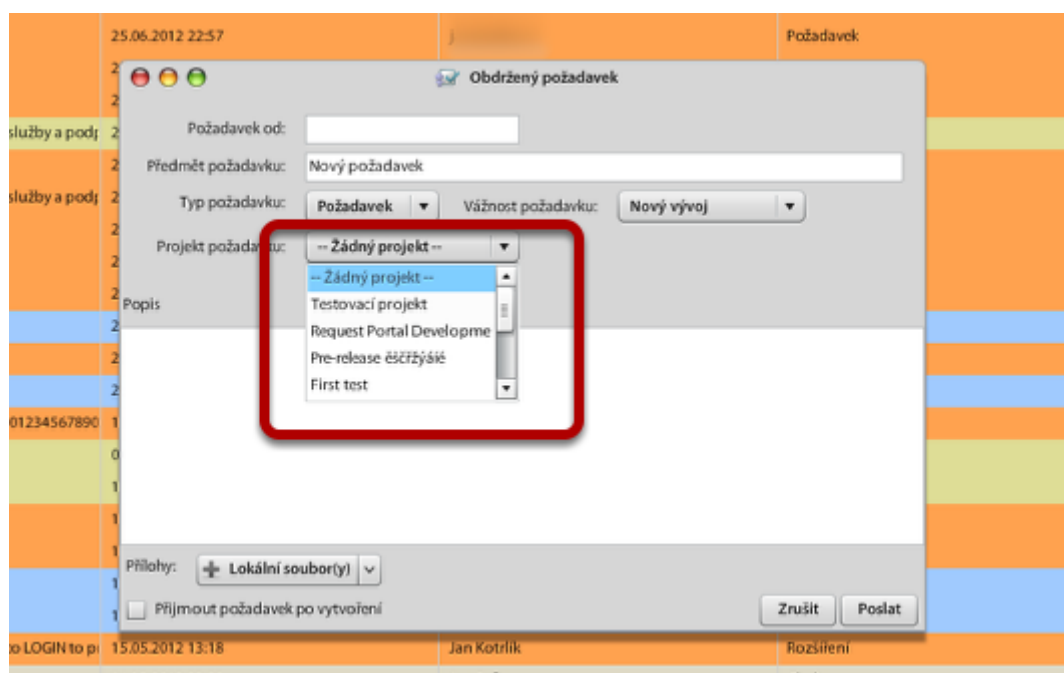 25.06.2012 22:57 Požadavek
Obdržený požadavek
služby a podp
Požadavek od:
Předmět požadavku: Nový požadavek
služby a podp
Typ požadavku: Požadavek Vážnost požadavku: Nový vývoj
Projekt požadavku: -- Žádný projekt --
-- Žádný projekt --
Testovací projekt
Popis
Request Portal Developme
Pre-release ěščřžýáíé
First test
01234567890
Přílohy: Lokální soubor(y)
Přijmout požadavek po vytvoření Zrušit Poslat
to LOGIN to pi 15.05.2012 13:18 Jan Kotrlík Rozšíření